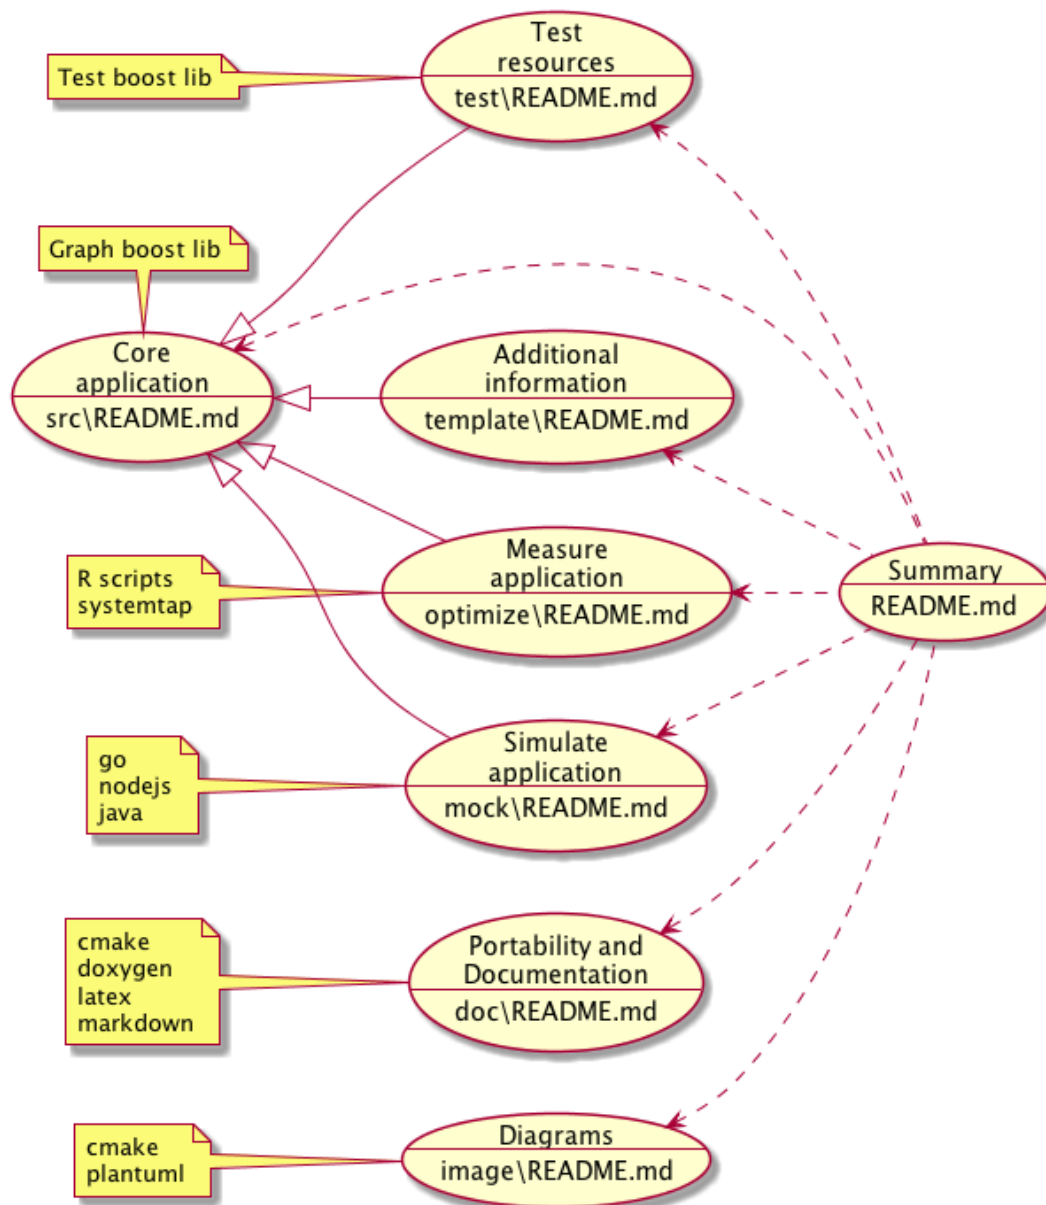 Test
resources
test\README.md
Test boost lib
Graph boost lib
Core
application
src\README.md
Additional
information
template\README.md
Measure
application
optimize\README.md
R scripts
systemtap
Summary
README.md
Simulate
application
mock\README.md
go
nodejs
java
Portability and
Documentation
doc\README.md
cmake
doxygen
latex
markdown
Diagrams
image\README.md
cmake
plantuml